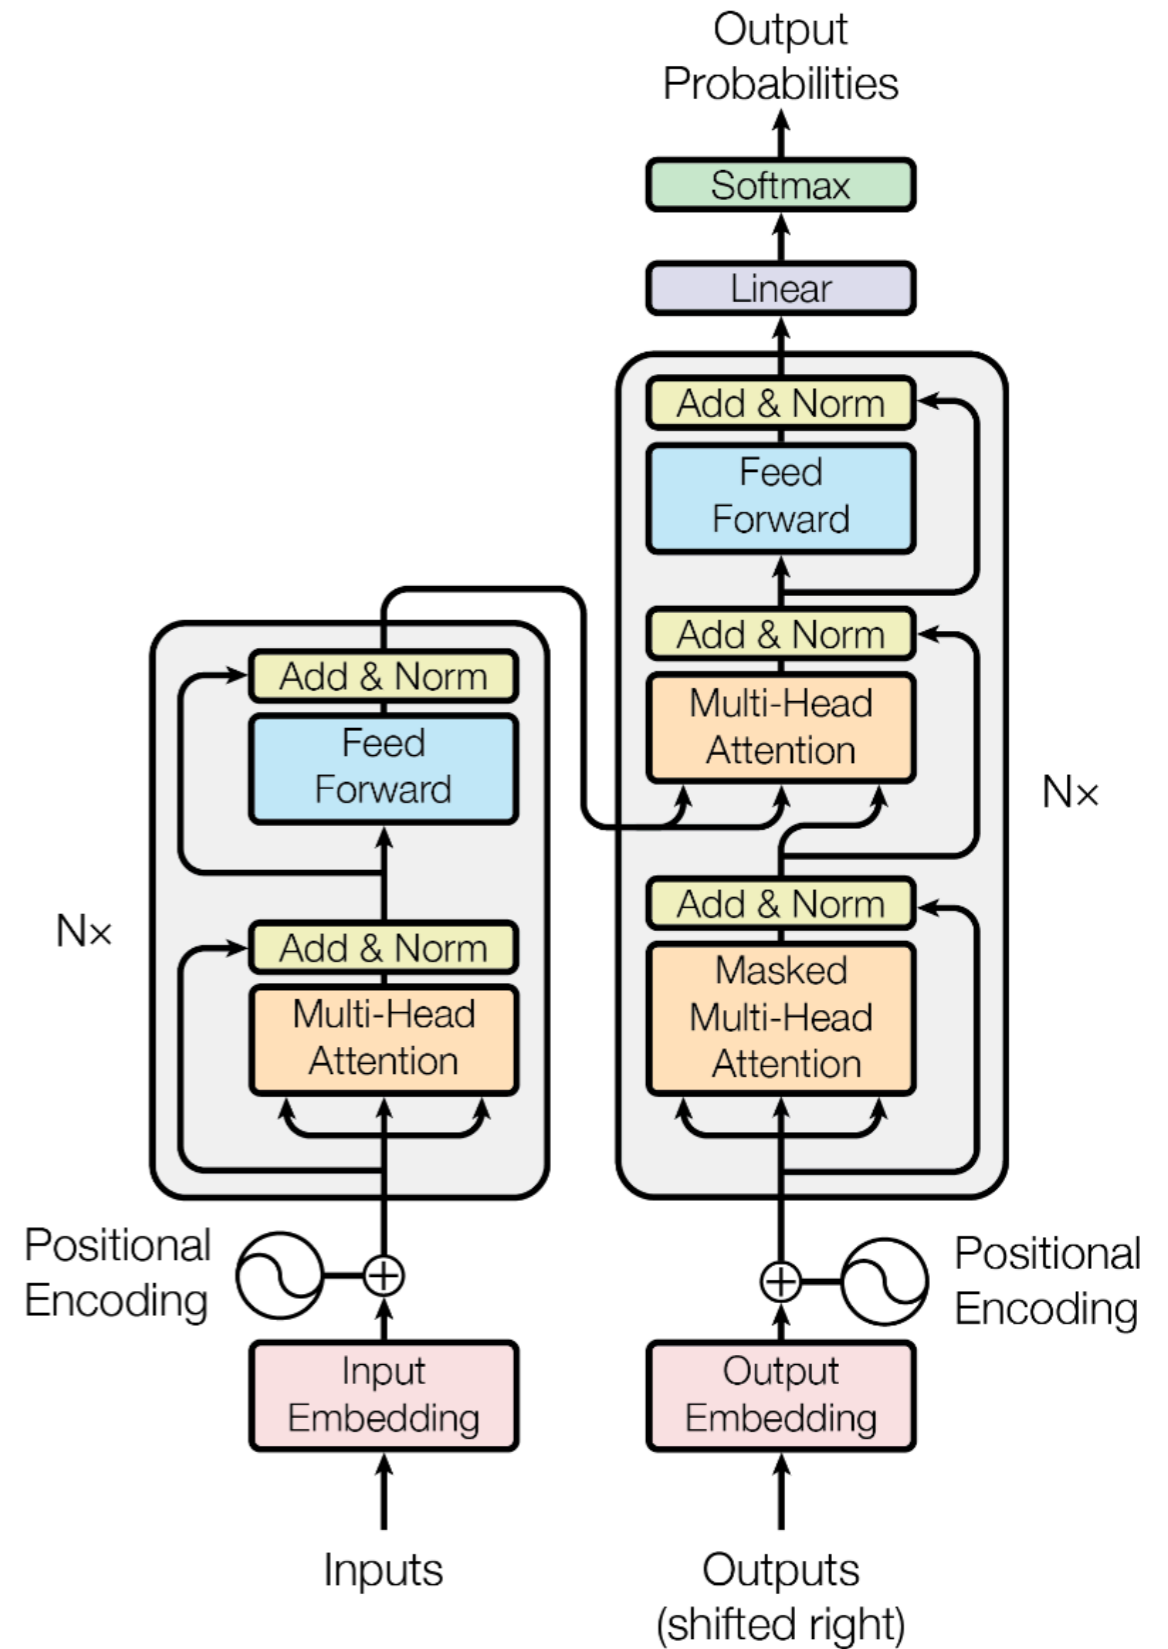 Output
Probabilities
Softmax
Linear
Add & Norm
Feed
Forward
Add & Norm
Multi-Head
Attention
Add & Norm
Masked
Multi-Head
Attention
N×
Add & Norm
Feed
Forward
Add & Norm
Multi-Head
Attention
N×
Positional
Encoding
Positional
Encoding
Input
Embedding
Output
Embedding
Inputs
Outputs
(shifted right)